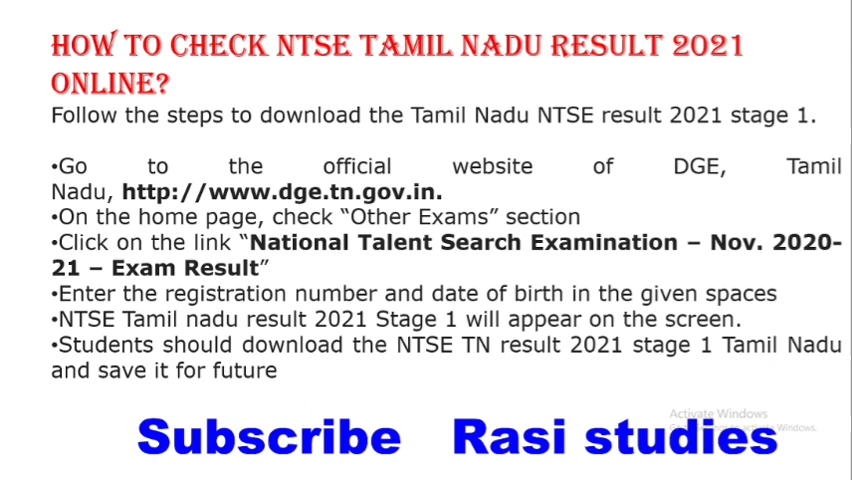 HOW TO CHECK NTSE TAMIL NADU RESULT 2021
ONLINE?
Follow the steps to download the Tamil Nadu NTSE result 2021 stage 1.
•Go to the official website of DGE, Tamil
Nadu, http://www.dge.tn.gov.in.
•On the home page, check “Other Exams” section
•Click on the link “National Talent Search Examination – Nov. 2020-
21 – Exam Result”
•Enter the registration number and date of birth in the given spaces
•NTSE Tamil nadu result 2021 Stage 1 will appear on the screen.
•Students should download the NTSE TN result 2021 stage 1 Tamil Nadu
and save it for future
Activate Windows
Subscribe Rasi studies